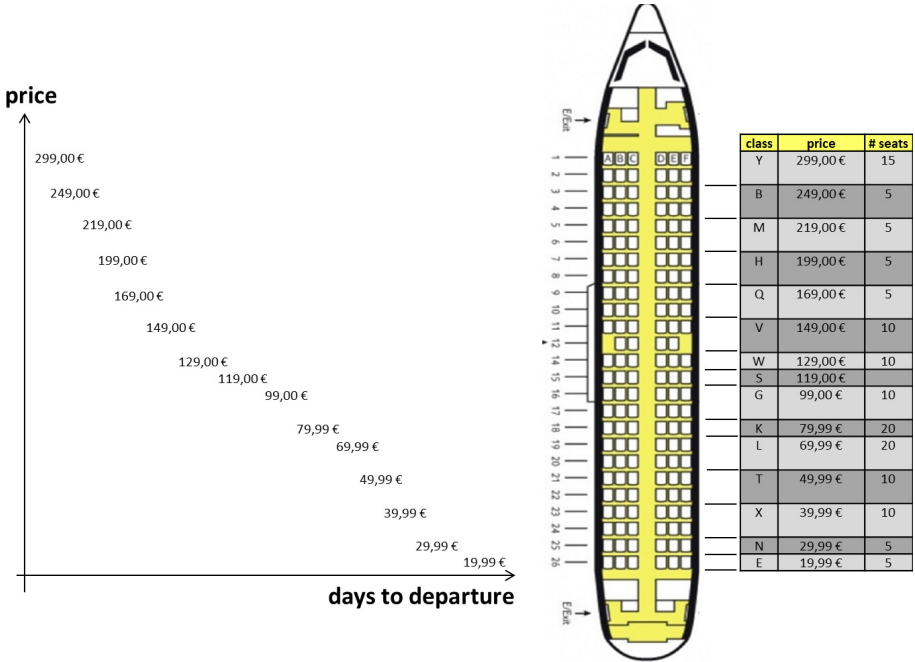 price
299,00 €
249,00 €
219,00 €
199,00 €
169,00 €
149,00 €
129,00 €
119,00 €
99,00 €
79,99 €
69,99 €
49,99 €
39,99 €
29,99 €
19,99 €
days to departure
E/Exit
A B C D E F
1
2
3
4
5
6
7
8
9
10
11
12
14
15
16
17
18
19
20
21
22
23
24
25
26
E/Exit
class price # seats
Y 299,00 € 15
B 249,00 € 5
M 219,00 € 5
H 199,00 € 5
Q 169,00 € 5
V 149,00 € 10
W 129,00 € 10
S 119,00 €
G 99,00 € 10
K 79,99 € 20
L 69,99 € 20
T 49,99 € 10
X 39,99 € 10
N 29,99 € 5
E 19,99 € 5